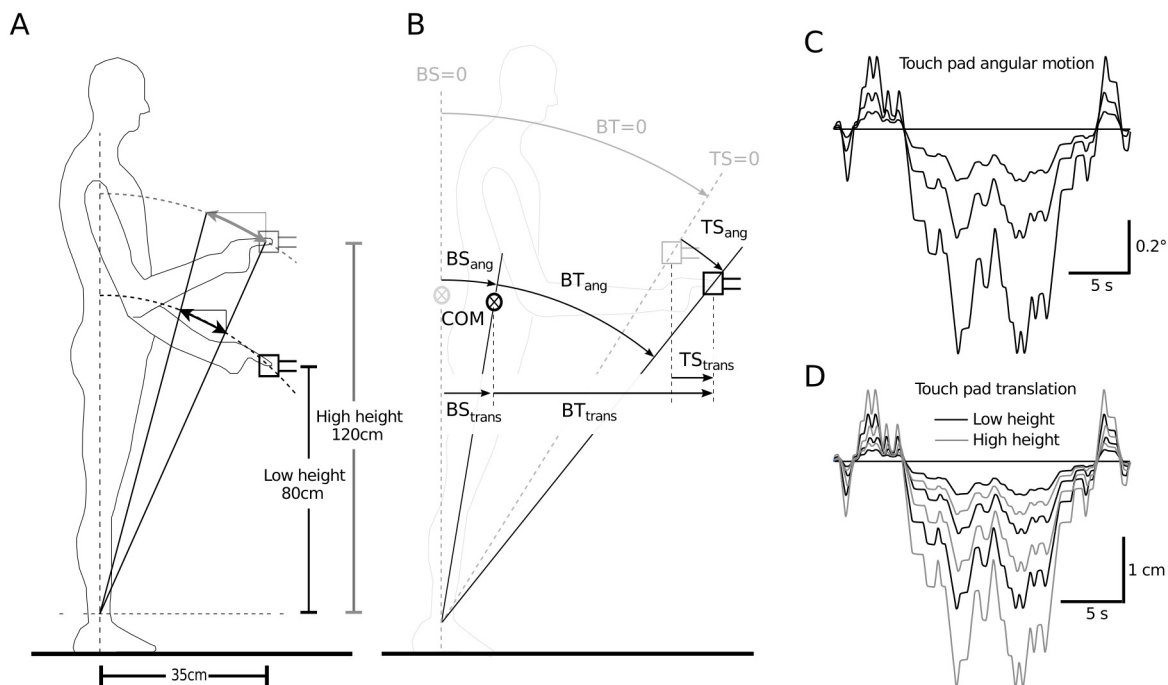 A
High height
120cm
Low height
80cm
35cm
B
BS=0
BT=0
TS=0
TSang
BSang
BTang
COM
TStrans
BStrans
BTtrans
C
Touch pad angular motion
0.2°
5 s
D
Touch pad translation
Low height
High height
1 cm
5 s